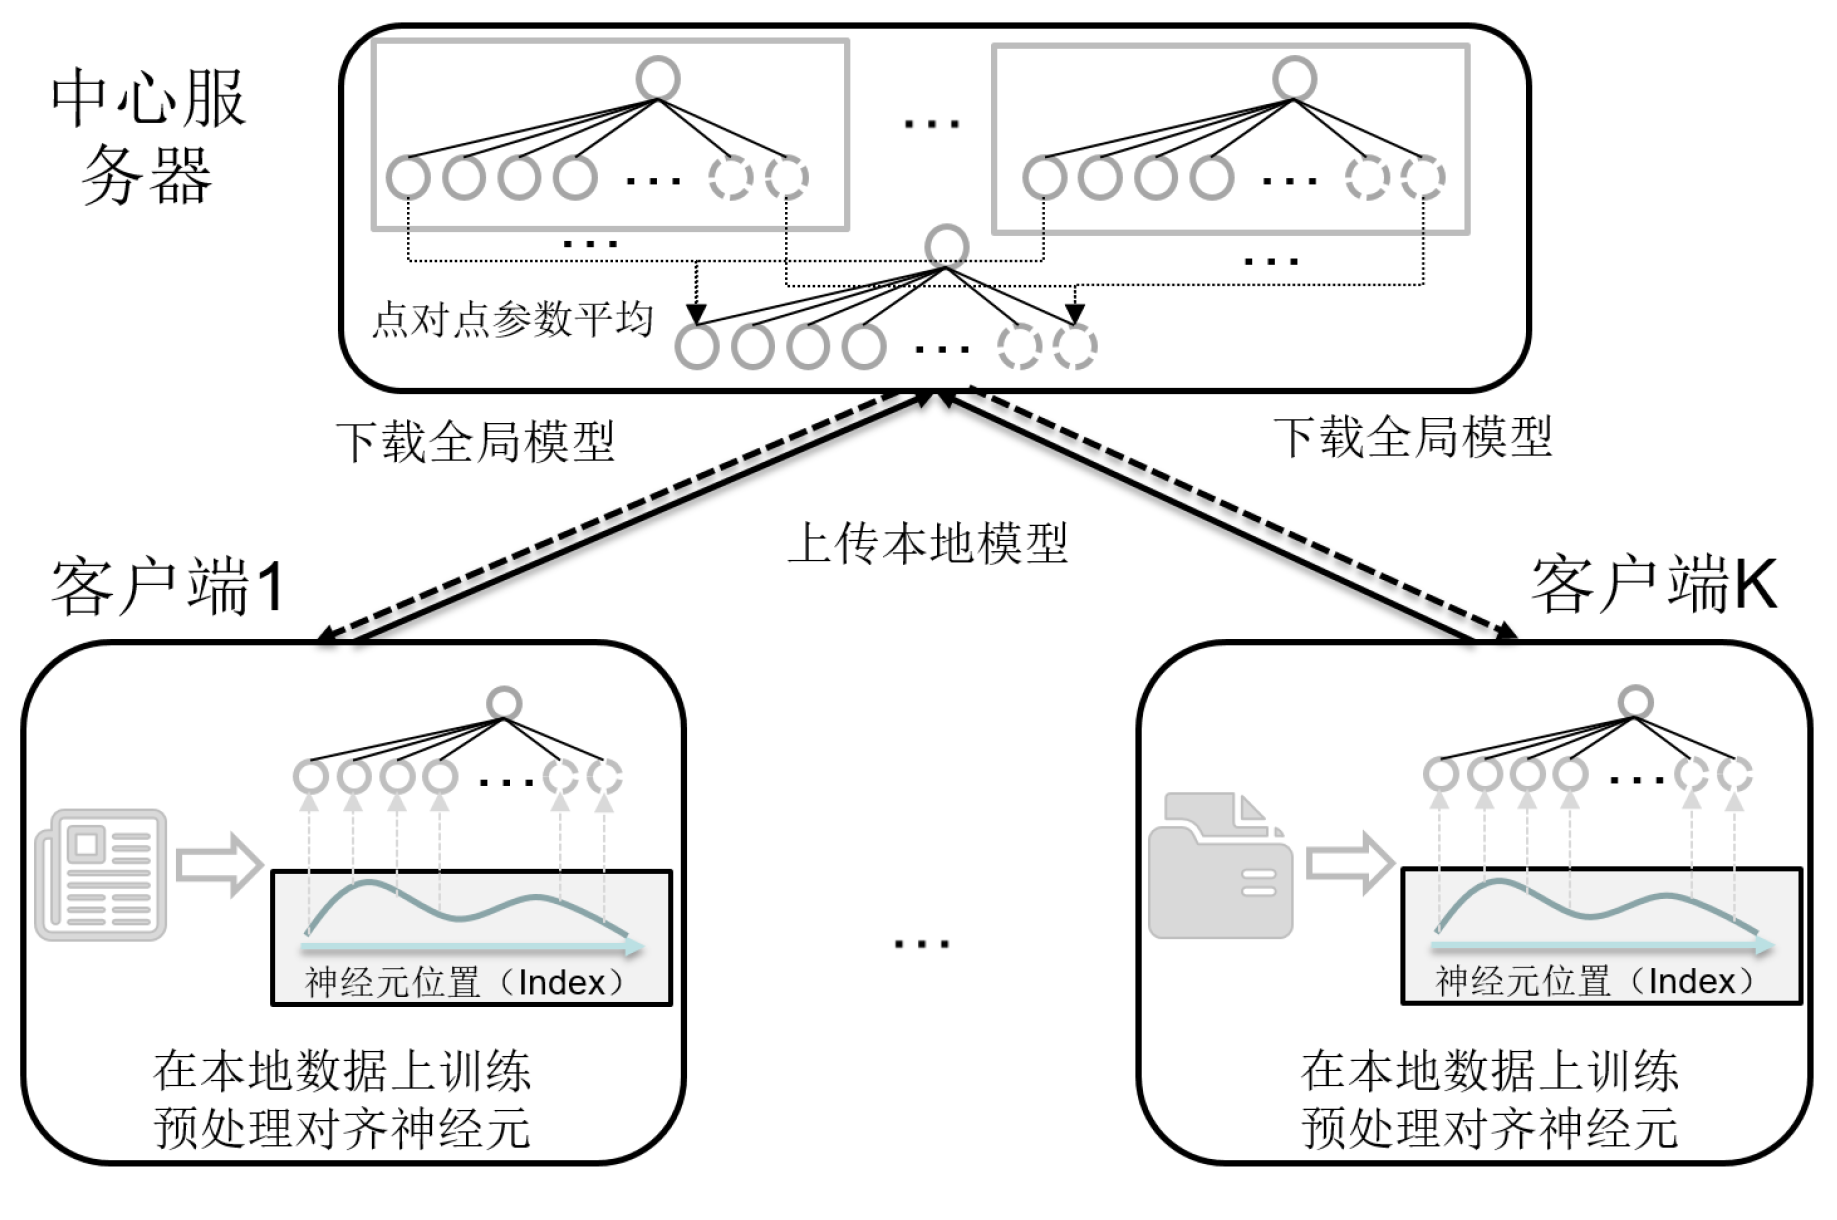 中心服
务器
点对点参数平均
下载全局模型
下载全局模型
上传本地模型
客户端1
客户端K
神经元位置（Index）
神经元位置（Index）
在本地数据上训练
预处理对齐神经元
在本地数据上训练
预处理对齐神经元